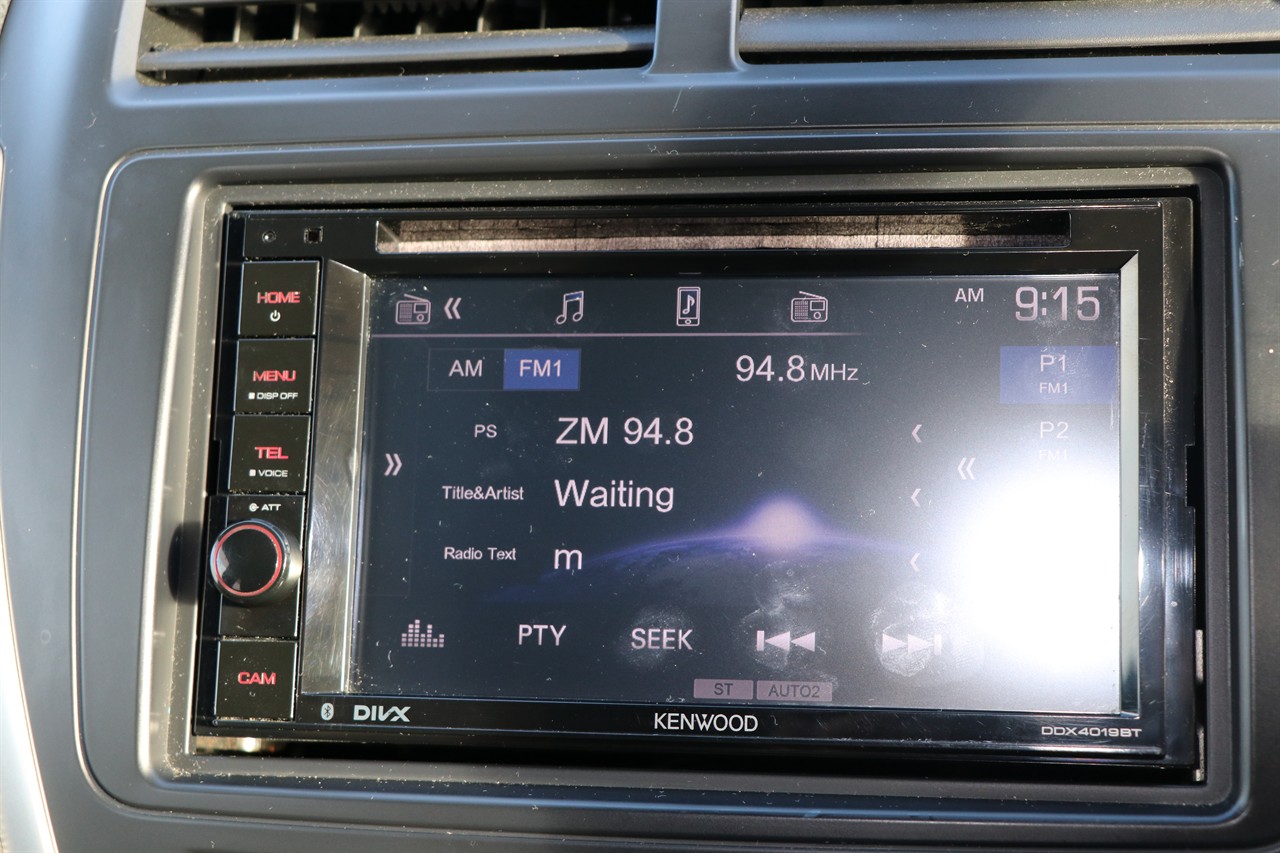 AM 9:15
HOME
MENU
DISP OFF
TEL
VOICE
ATT
CAM
AM FM1 94.8 MHz
P1
FM1
PS ZM 94.8
P2
FM1
Title&Artist Waiting
Radio Text m
PTY SEEK
ST AUTO2
DIVX
KENWOOD
DDX4019BT